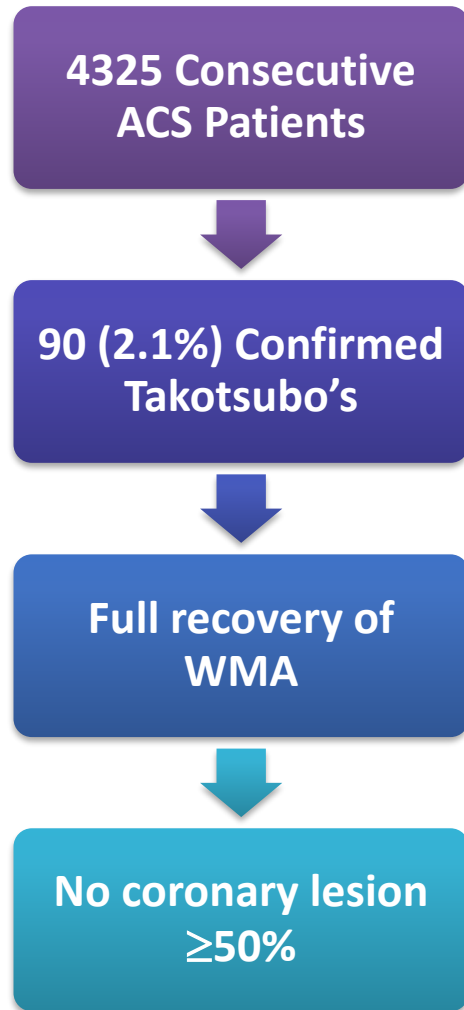 4325 Consecutive
ACS Patients
90 (2.1%) Confirmed
Takotsubo’s
Full recovery of
WMA
No coronary lesion
≥50%